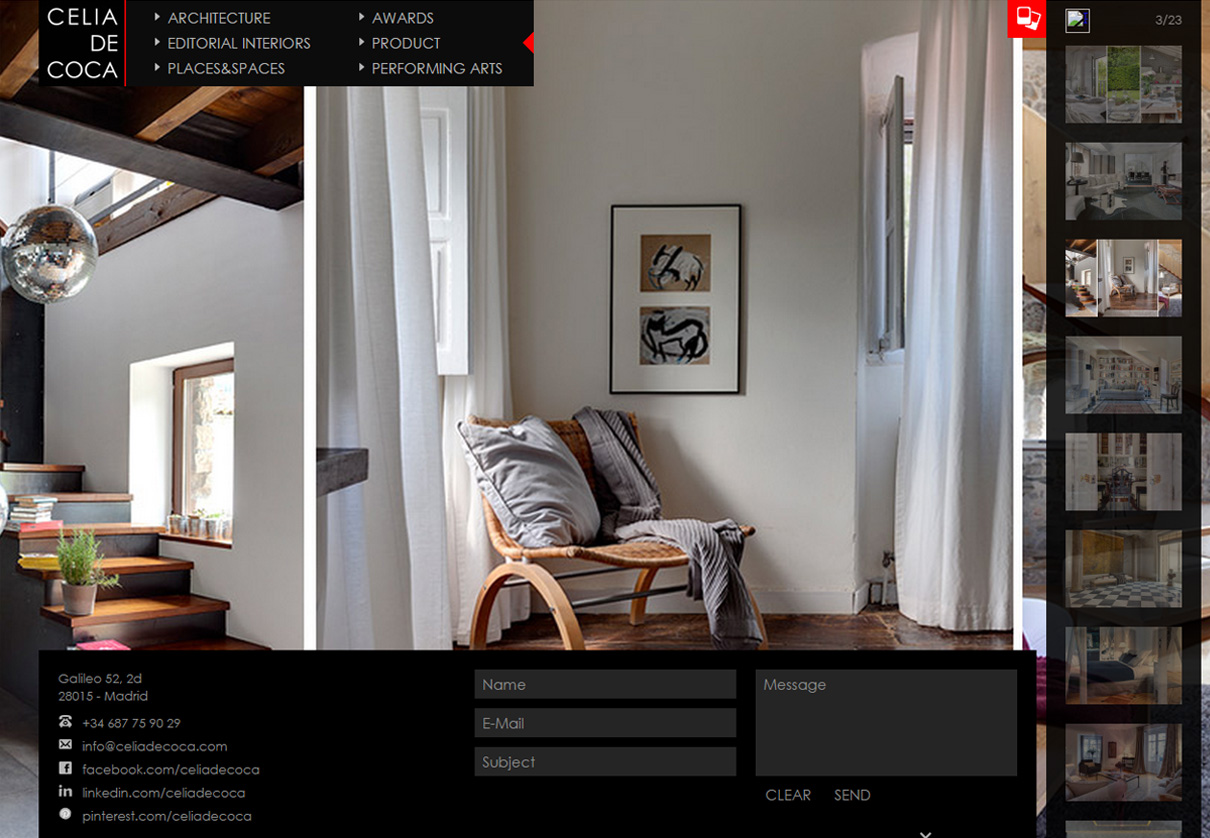 CELIA
DE
COCA
ARCHITECTURE
EDITORIAL INTERIORS
PLACES&SPACES
AWARDS
PRODUCT
PERFORMING ARTS
3/23
Galileo 52, 2d
28015 - Madrid
+34 687 75 90 29
info@celiadecoca.com
facebook.com/celiadecoca
linkedin.com/celiadecoca
pinterest.com/celiadecoca
Name
E-Mail
Subject
Message
CLEAR SEND